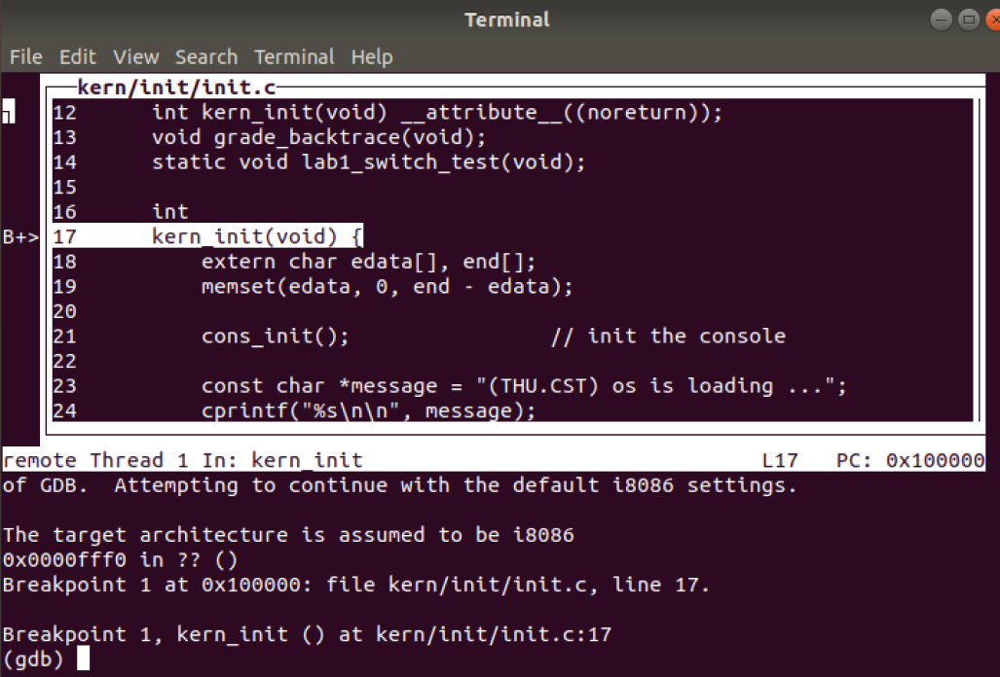 Terminal
File Edit View Search Terminal Help
kern/init/init.c
12 int kern_init(void) __attribute__((noreturn));
13 void grade_backtrace(void);
14 static void lab1_switch_test(void);
15
16 int
B+> 17 kern_init(void) {
18 extern char edata[], end[];
19 memset(edata, 0, end - edata);
20
21 cons_init(); // init the console
22
23 const char *message = "(THU.CST) os is loading ...";
24 cprintf("%s\n\n", message);
remote Thread 1 In: kern_init L17 PC: 0x100000
of GDB. Attempting to continue with the default i8086 settings.
The target architecture is assumed to be i8086
0x0000fff0 in ?? ()
Breakpoint 1 at 0x100000: file kern/init/init.c, line 17.
Breakpoint 1, kern_init () at kern/init/init.c:17
(gdb)